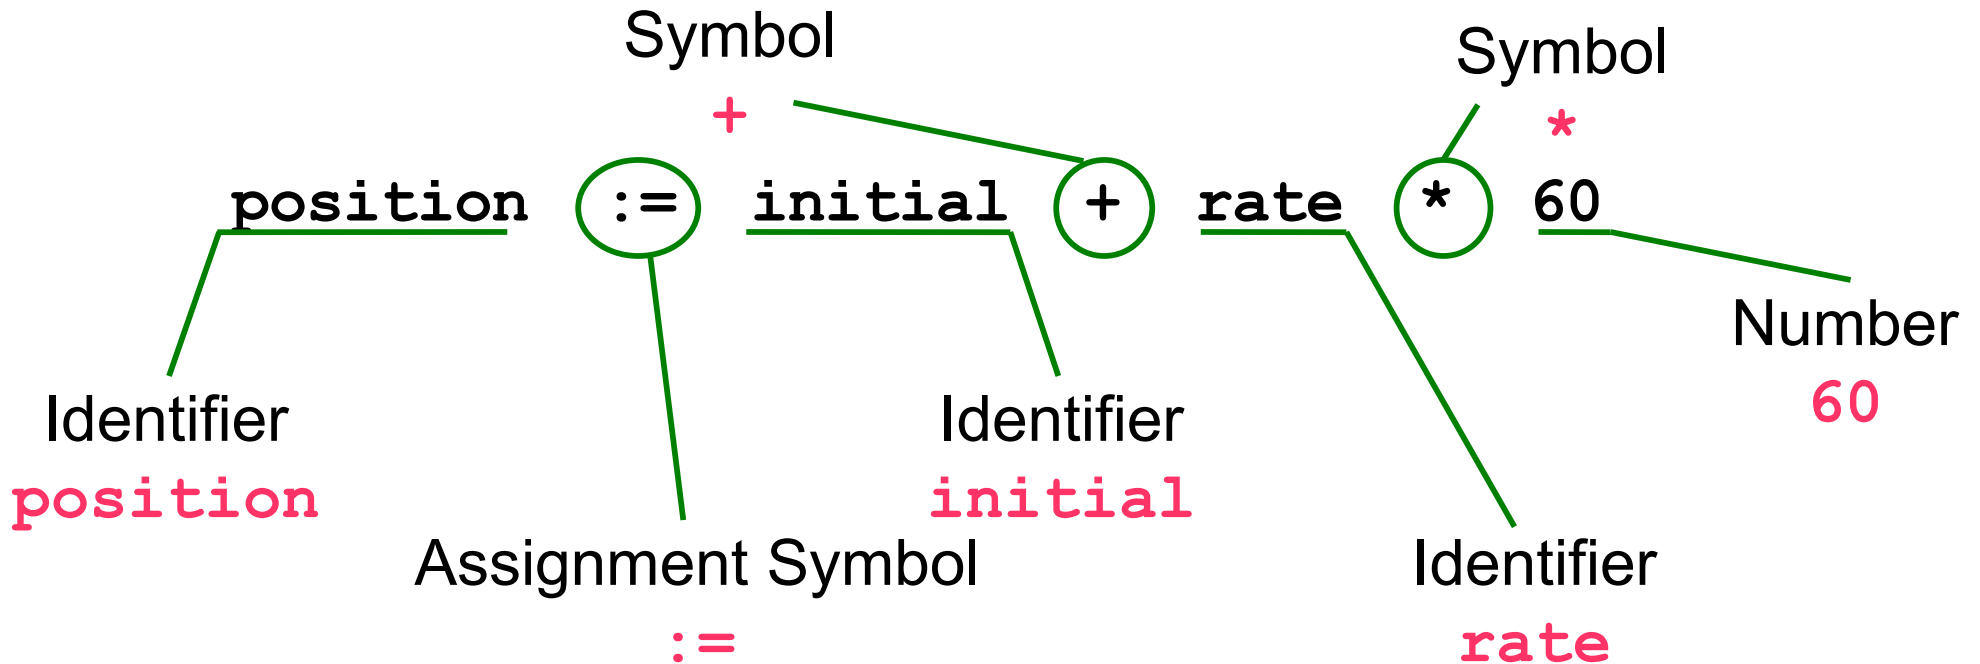 Symbol
+
Symbol
*
position := initial + rate * 60
Number
60
Identifier
position
Identifier
initial
Assignment Symbol
:=
Identifier
rate